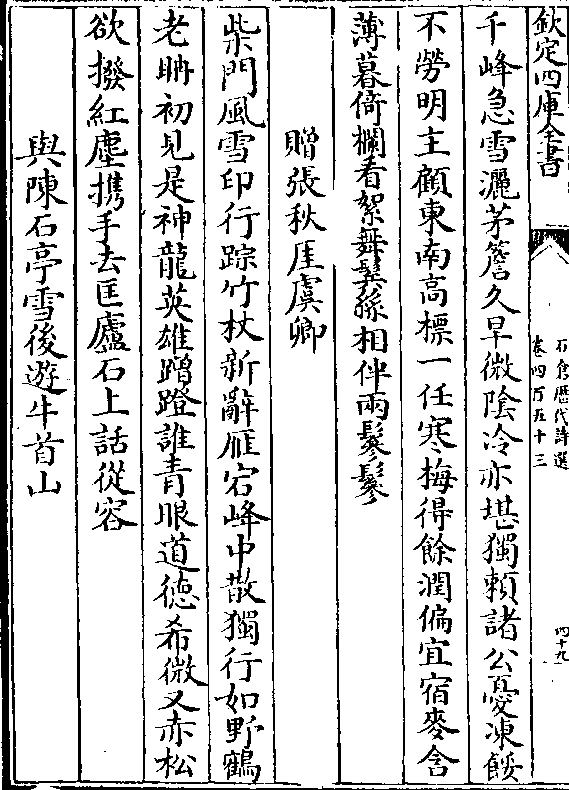 欽定四庫全書
石倉歷代詩選
卷四百五十三
四十九
千峰急雪灑茅簷久旱微陰冷亦堪獨賴諸公憂凍餒
不勞明主顧東南高標一任寒梅得餘潤偏宜宿麥含
薄暮倚欄看絮舞鬂絲相伴兩鬖鬖
贈張秋厓虞卿
柴門風雪印行踪竹杖新辭雁宕峰中散獨行如野鶴
老聃初見是神龍英雄蹭蹬誰青眼道德希微又赤松
欲撥紅塵携手去匡廬石上話從容
與陳石亭雪後遊牛首山